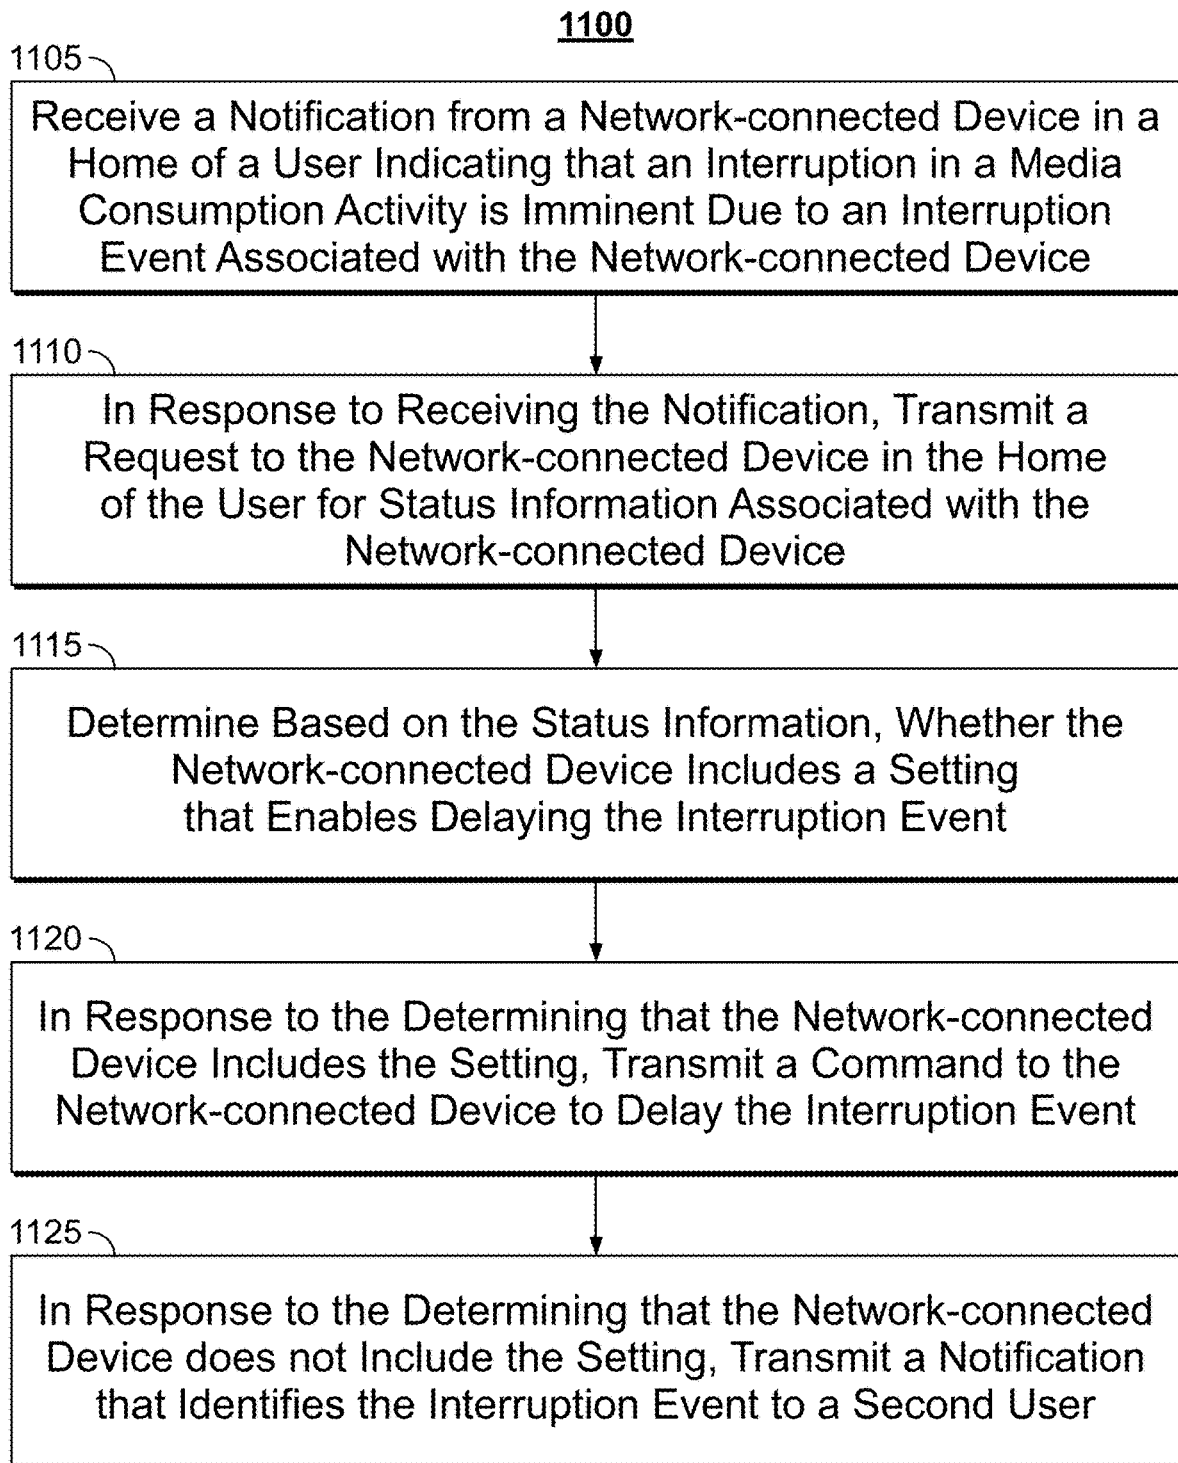 1100
1105
Receive a Notification from a Network-connected Device in a
Home of a User Indicating that an Interruption in a Media
Consumption Activity is Imminent Due to an Interruption
Event Associated with the Network-connected Device
1110
In Response to Receiving the Notification, Transmit a
Request to the Network-connected Device in the Home
of the User for Status Information Associated with the
Network-connected Device
1115
Determine Based on the Status Information, Whether the
Network-connected Device Includes a Setting
that Enables Delaying the Interruption Event
1120
In Response to the Determining that the Network-connected
Device Includes the Setting, Transmit a Command to the
Network-connected Device to Delay the Interruption Event
1125
In Response to the Determining that the Network-connected
Device does not Include the Setting, Transmit a Notification
that Identifies the Interruption Event to a Second User